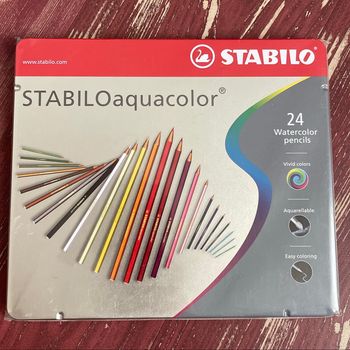 www.stabilo.com
STABILO
STABILOaquacolor®
24
Watercolor
pencils
Vivid colors
Aquarellable
Easy coloring